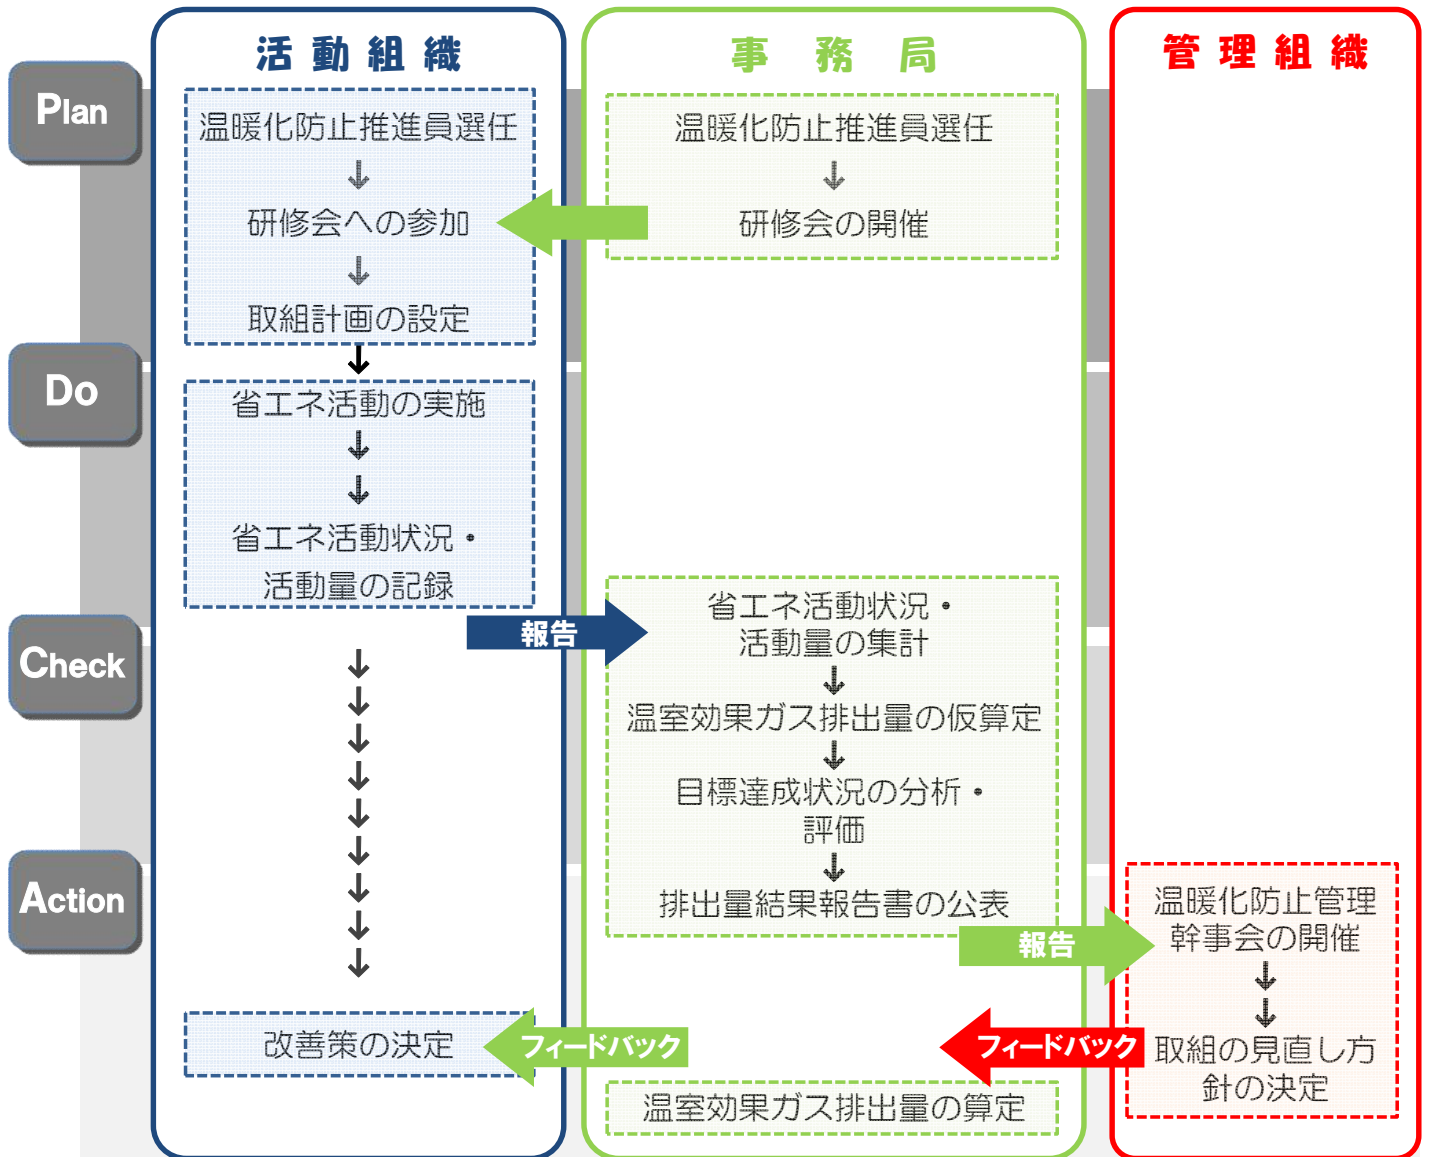 活動組織
事務局
管理組織
Plan
温暖化防止推進員選任
↓
研修会への参加
↓
取組計画の設定
↓
温暖化防止推進員選任
↓
研修会の開催
Do
省エネ活動の実施
↓
↓
省エネ活動状況・
活動量の記録
報告
Check
↓
↓
↓
↓
↓
↓
↓
↓
↓
省エネ活動状況・
活動量の集計
↓
温室効果ガス排出量の仮算定
↓
目標達成状況の分析・
評価
↓
排出量結果報告書の公表
Action
報告
温暖化防止管理
幹事会の開催
↓
↓
取組の見直し方
針の決定
フィードバック
フィードバック
改善策の決定
温室効果ガス排出量の算定